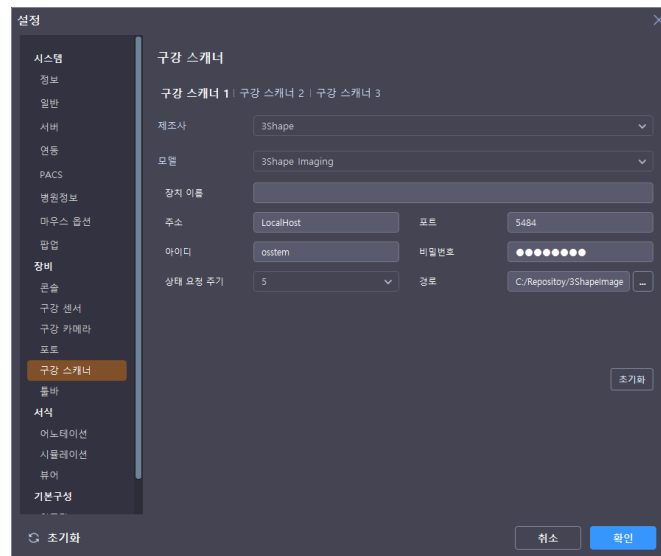 설정
시스템
정보
일반
서버
연동
PACS
병원정보
마우스 옵션
팝업
장비
콘솔
구강 센서
구강 카메라
포토
구강 스캐너
툴바
서식
어노테이션
시뮬레이션
뷰어
기본구성
초기화
구강 스캐너
구강 스캐너 1 | 구강 스캐너 2 | 구강 스캐너 3
제조사 3Shape
모델 3Shape Imaging
장치 이름
주소 LocalHost 포트 5484
아이디 osstem 비밀번호 ●●●●●●●●
상태 요청 주기 5 경로 C:/Repositoy/3ShapeImage ...
초기화
취소 확인